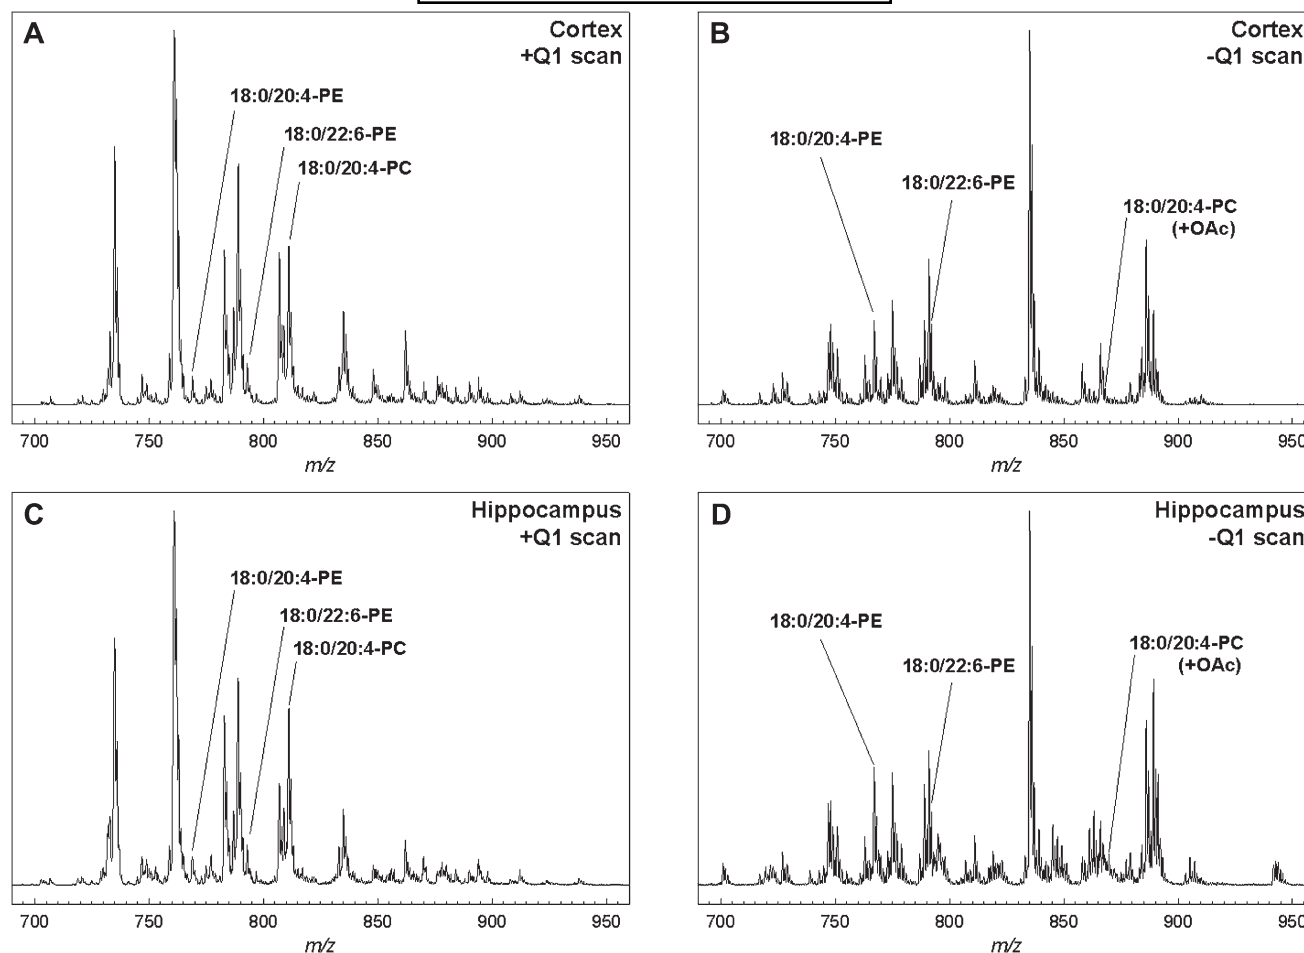 A
Cortex
+Q1 scan
18:0/20:4-PE
18:0/22:6-PE
18:0/20:4-PC
700 750 800 850 900 950
m/z
B
Cortex
-Q1 scan
18:0/20:4-PE
18:0/22:6-PE
18:0/20:4-PC
(+OAc)
700 750 800 850 900 950
m/z
C
Hippocampus
+Q1 scan
18:0/20:4-PE
18:0/22:6-PE
18:0/20:4-PC
700 750 800 850 900 950
m/z
D
Hippocampus
-Q1 scan
18:0/20:4-PE
18:0/22:6-PE
18:0/20:4-PC
(+OAc)
700 750 800 850 900 950
m/z